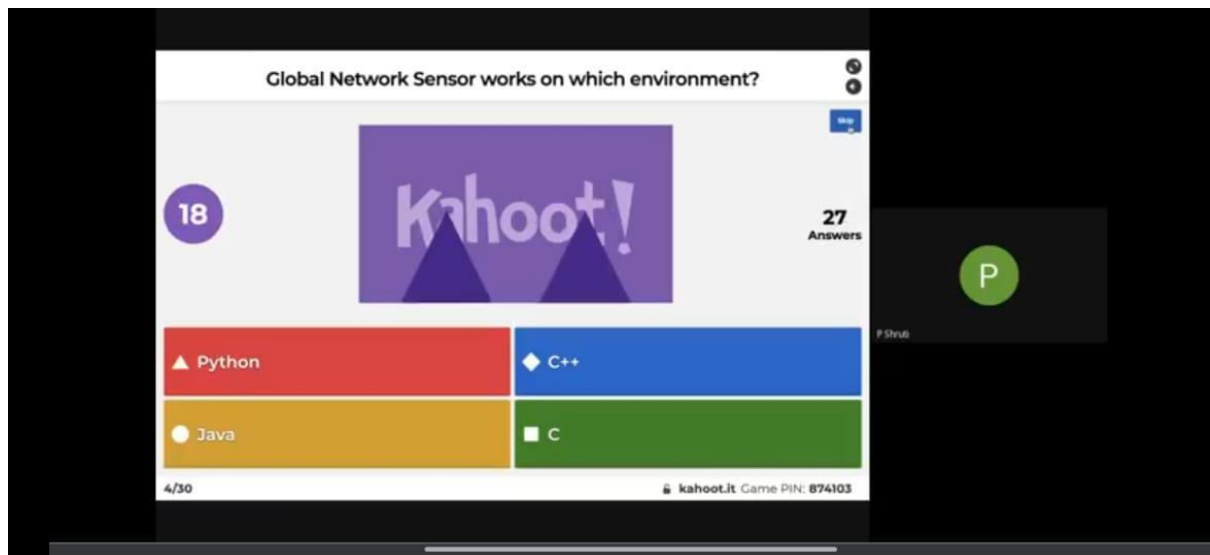 Global Network Sensor works on which environment?
Skip
18
Kahoot!
27
Answers
P
P Shruti
Python
C++
Java
C
4/30
kahoot.it Game PIN: 874103